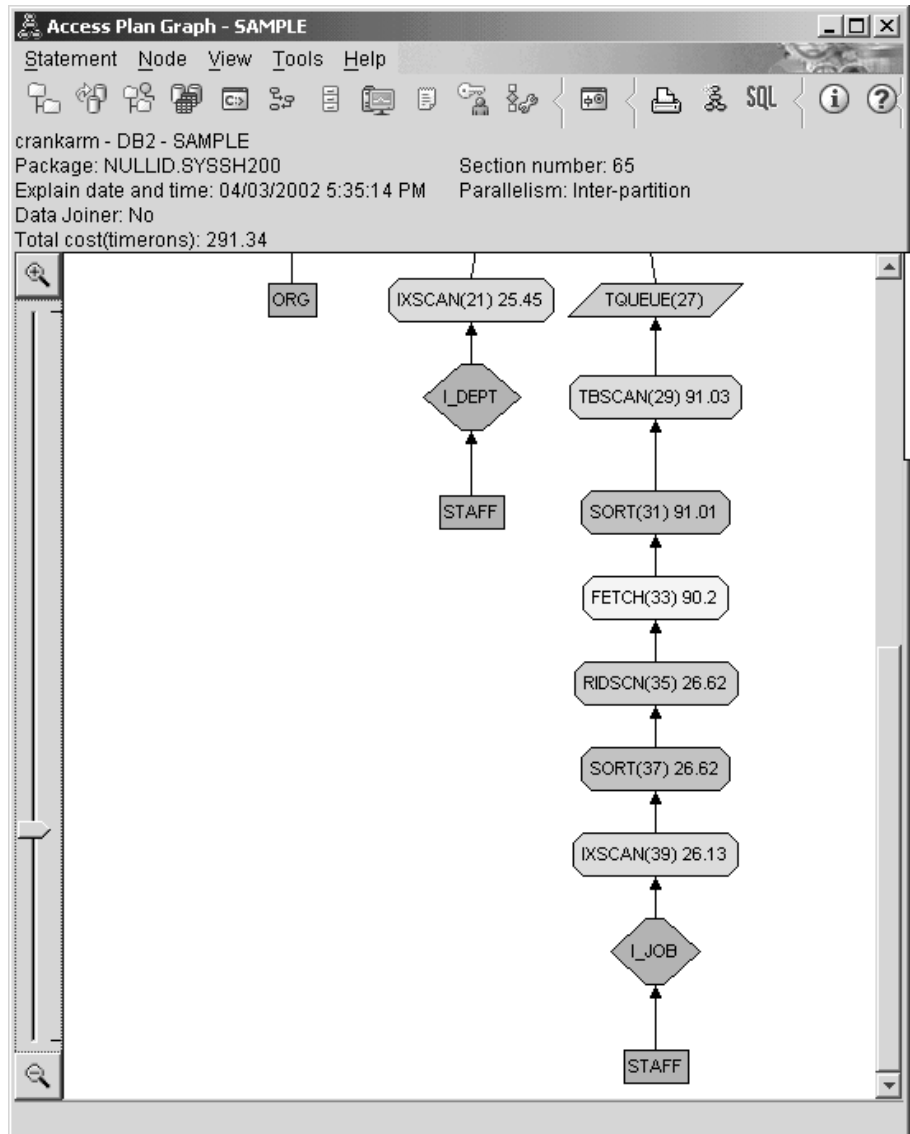 Access Plan Graph - SAMPLE
Statement Node View Tools Help
SQL
crankarm - DB2 - SAMPLE
Package: NULLID.SYSSH200 Section number: 65
Explain date and time: 04/03/2002 5:35:14 PM Parallelism: Inter-partition
Data Joiner: No
Total cost(timerons): 291.34
ORG IXSCAN(21) 25.45 TQUEUE(27)
I_DEPT TBSCAN(29) 91.03
STAFF SORT(31) 91.01
FETCH(33) 90.2
RIDSCN(35) 26.62
SORT(37) 26.62
IXSCAN(39) 26.13
I_JOB
STAFF